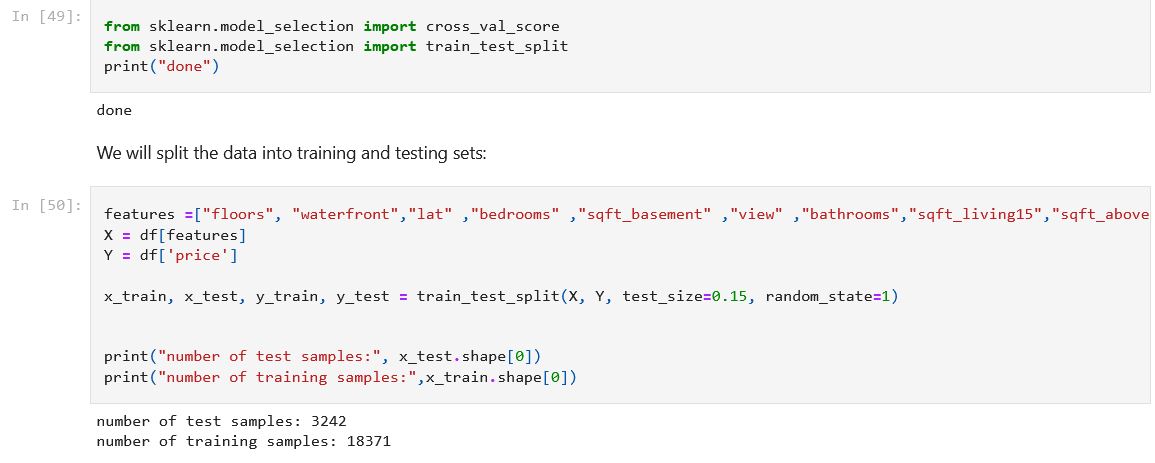 In [49]:
from sklearn.model_selection import cross_val_score
from sklearn.model_selection import train_test_split
print("done")
done
We will split the data into training and testing sets:
In [50]:
features =["floors", "waterfront","lat" ,"bedrooms" ,"sqft_basement" ,"view" ,"bathrooms","sqft_living15","sqft_above
X = df[features]
Y = df['price']
x_train, x_test, y_train, y_test = train_test_split(X, Y, test_size=0.15, random_state=1)
print("number of test samples:", x_test.shape[0])
print("number of training samples:",x_train.shape[0])
number of test samples: 3242
number of training samples: 18371